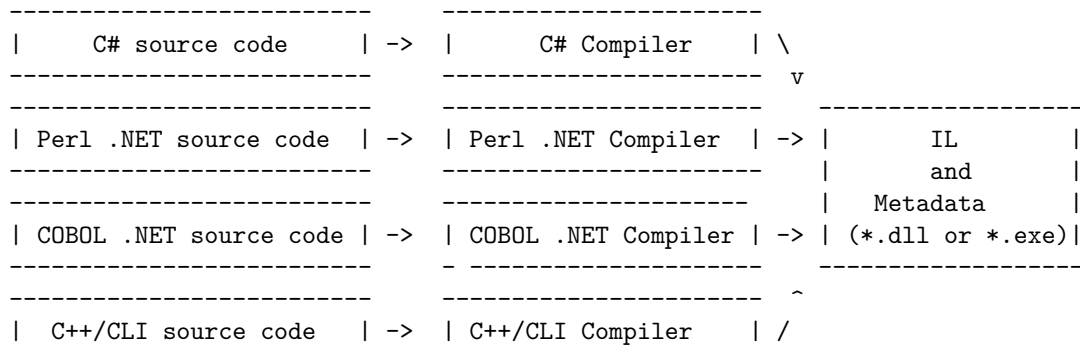 --------------------------     -----------------------
|     C# source code     | ->  |      C# Compiler    | \
--------------------------     -----------------------  v
--------------------------     -----------------------    -------------------
| Perl .NET source code  | ->  | Perl .NET Compiler  | -> |       IL        |
--------------------------     -----------------------    |       and       |
--------------------------     ----------------------     |   Metadata      |
| COBOL .NET source code | ->  | COBOL .NET Compiler | -> | (*.dll or *.exe)|
--------------------------     - ---------------------    -------------------
--------------------------     -----------------------  ^
|  C++/CLI source code   | ->  | C++/CLI Compiler    | /